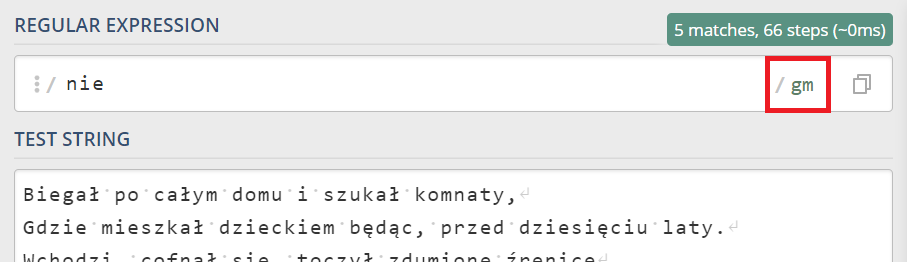 REGULAR EXPRESSION
5 matches, 66 steps (~0ms)
/ nie / gm
TEST STRING
Biegał po całym domu i szukał komnaty,
Gdzie mieszkał dzieckiem będąc, przed dziesięciu laty.
Wchodzi, cofnął się, toczył zdumione źrenice